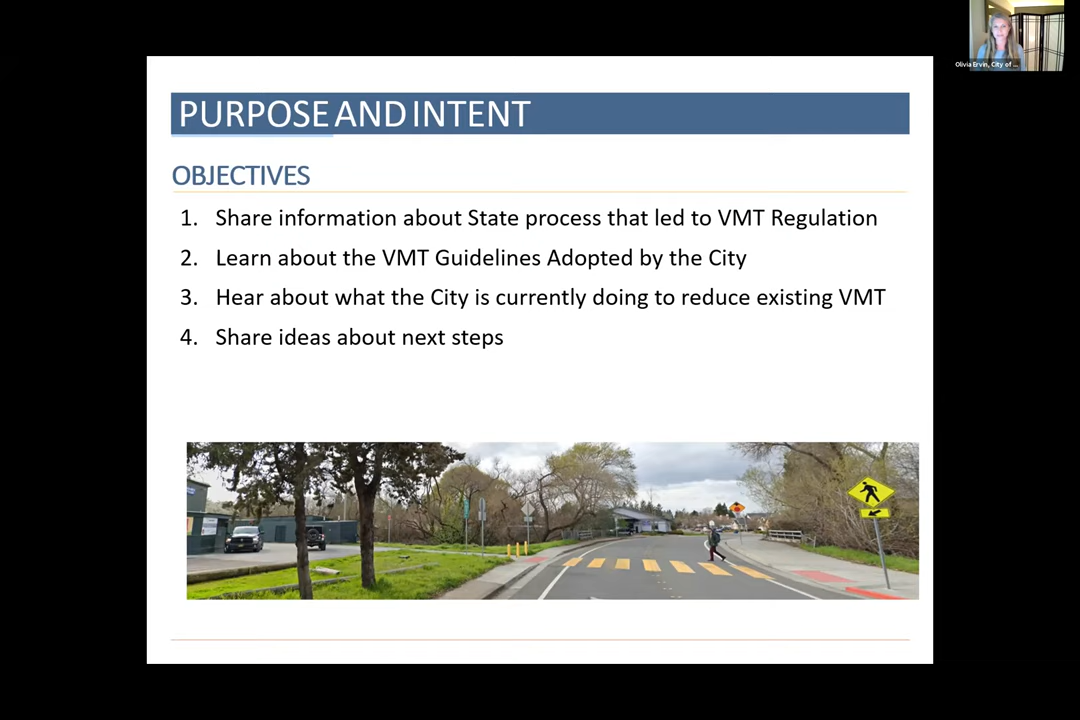 Olivia Ervin, City of ...
PURPOSE AND INTENT
OBJECTIVES
1. Share information about State process that led to VMT Regulation
2. Learn about the VMT Guidelines Adopted by the City
3. Hear about what the City is currently doing to reduce existing VMT
4. Share ideas about next steps